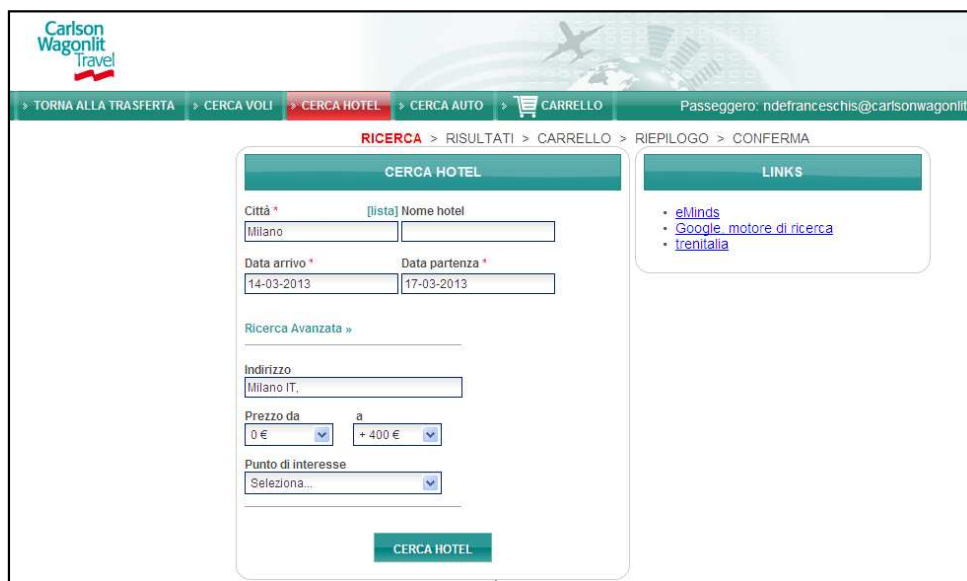 Carlson
Wagonlit
Travel
» TORNA ALLA TRASFERTA » CERCA VOLI » CERCA HOTEL » CERCA AUTO » CARRELLO Passeggero: ndefranceschis@carlsonwagonlit
RICERCA > RISULTATI > CARRELLO > RIEPILOGO > CONFERMA
CERCA HOTEL
Città * [lista] Nome hotel
Milano
Data arrivo * Data partenza *
14-03-2013 17-03-2013
Ricerca Avanzata »
Indirizzo
Milano IT,
Prezzo da a
0 € + 400 €
Punto di interesse
Seleziona...
CERCA HOTEL
LINKS
• eMinds
• Google, motore di ricerca
• trenitalia